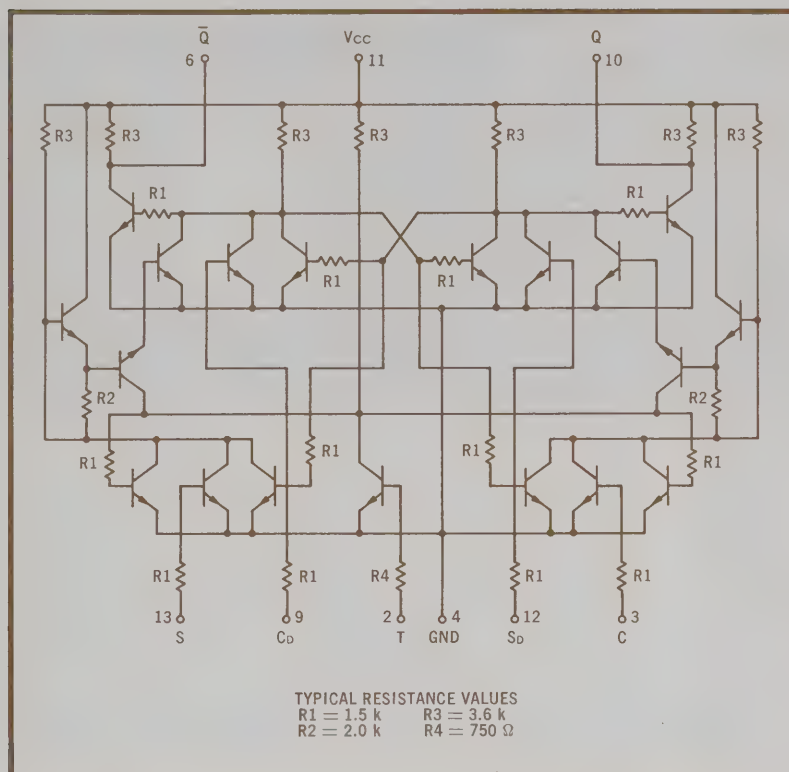 Q̅ VCC Q
6 11 10
R3 R3 R3 R3 R3 R3 R3
R1 R1
R1 R1
R2 R2
R1 R1 R1 R1
R1 R1 R4 R1 R1
13 9 2 4 12 3
S CD T GND SD C
TYPICAL RESISTANCE VALUES
R1 = 1.5 k R3 = 3.6 k
R2 = 2.0 k R4 = 750 Ω